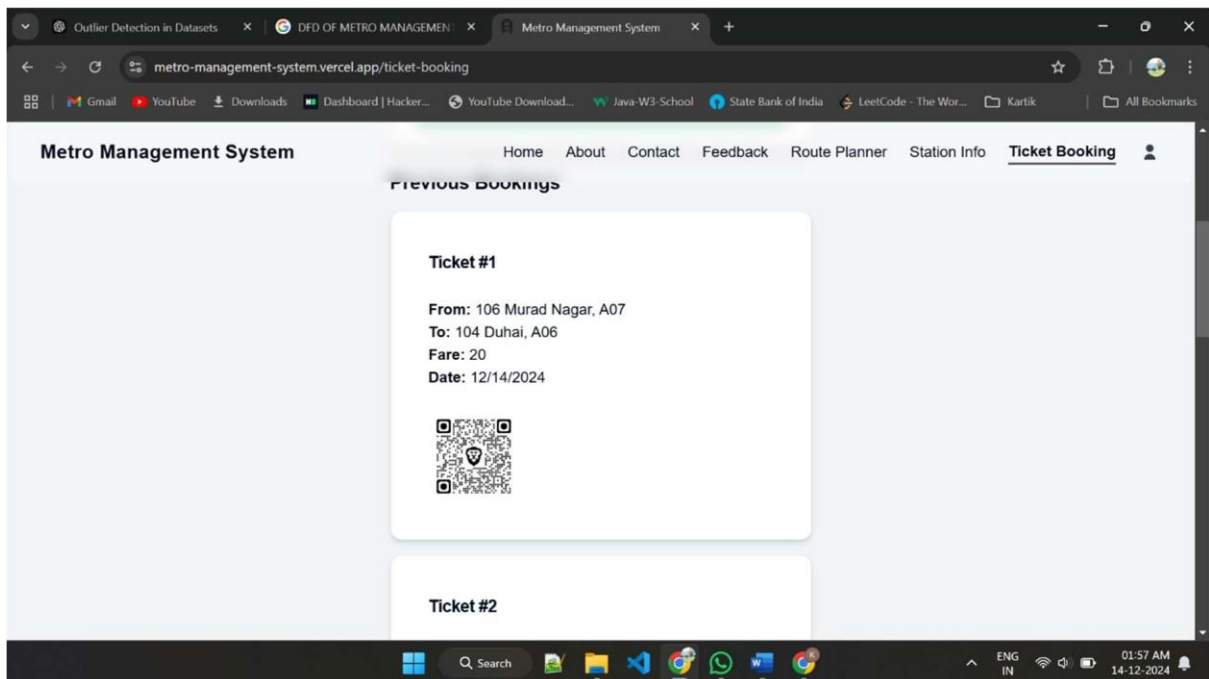 Outlier Detection in Datasets
DFD OF METRO MANAGEMENT
Metro Management System
metro-management-system.vercel.app/ticket-booking
Gmail YouTube Downloads Dashboard | Hacker... YouTube Download... Java-W3-School State Bank of India LeetCode - The Wor... Kartik All Bookmarks
Metro Management System
Home About Contact Feedback Route Planner Station Info Ticket Booking
Previous Bookings
Ticket #1
From: 106 Murad Nagar, A07
To: 104 Duhai, A06
Fare: 20
Date: 12/14/2024
Ticket #2
Search
ENG
IN
01:57 AM
14-12-2024